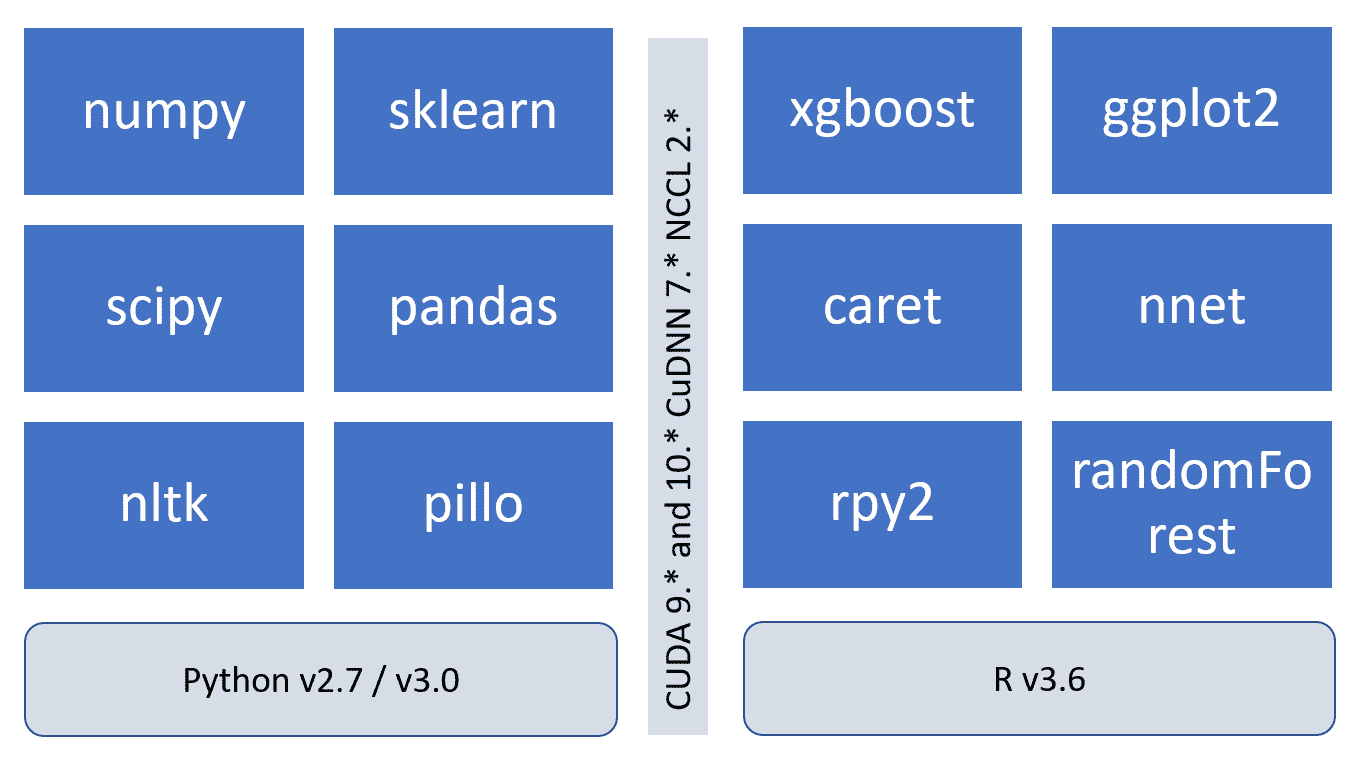 numpy
sklearn
scipy
pandas
nltk
pillo
Python v2.7 / v3.0
CUDA 9.* and 10.* CuDNN 7.* NCCL 2.*
xgboost
ggplot2
caret
nnet
rpy2
randomFo
rest
R v3.6